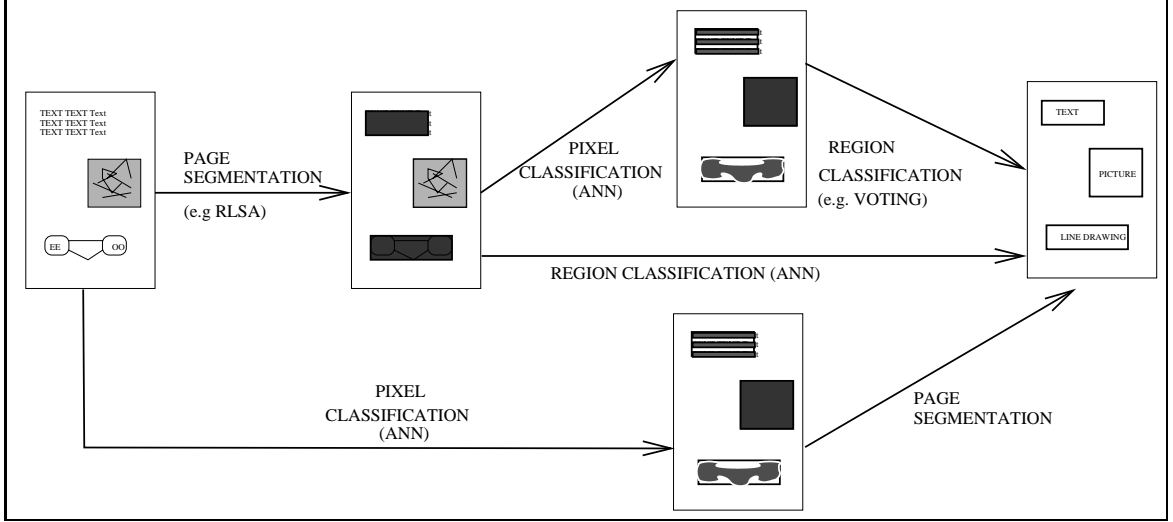 TEXT TEXT Text
TEXT TEXT Text
TEXT TEXT Text
EE
OO
PAGE
SEGMENTATION
(e.g RLSA)
PIXEL
CLASSIFICATION
(ANN)
REGION
CLASSIFICATION
(e.g. VOTING)
REGION CLASSIFICATION (ANN)
TEXT
PICTURE
LINE DRAWING
PIXEL
CLASSIFICATION
(ANN)
PAGE
SEGMENTATION